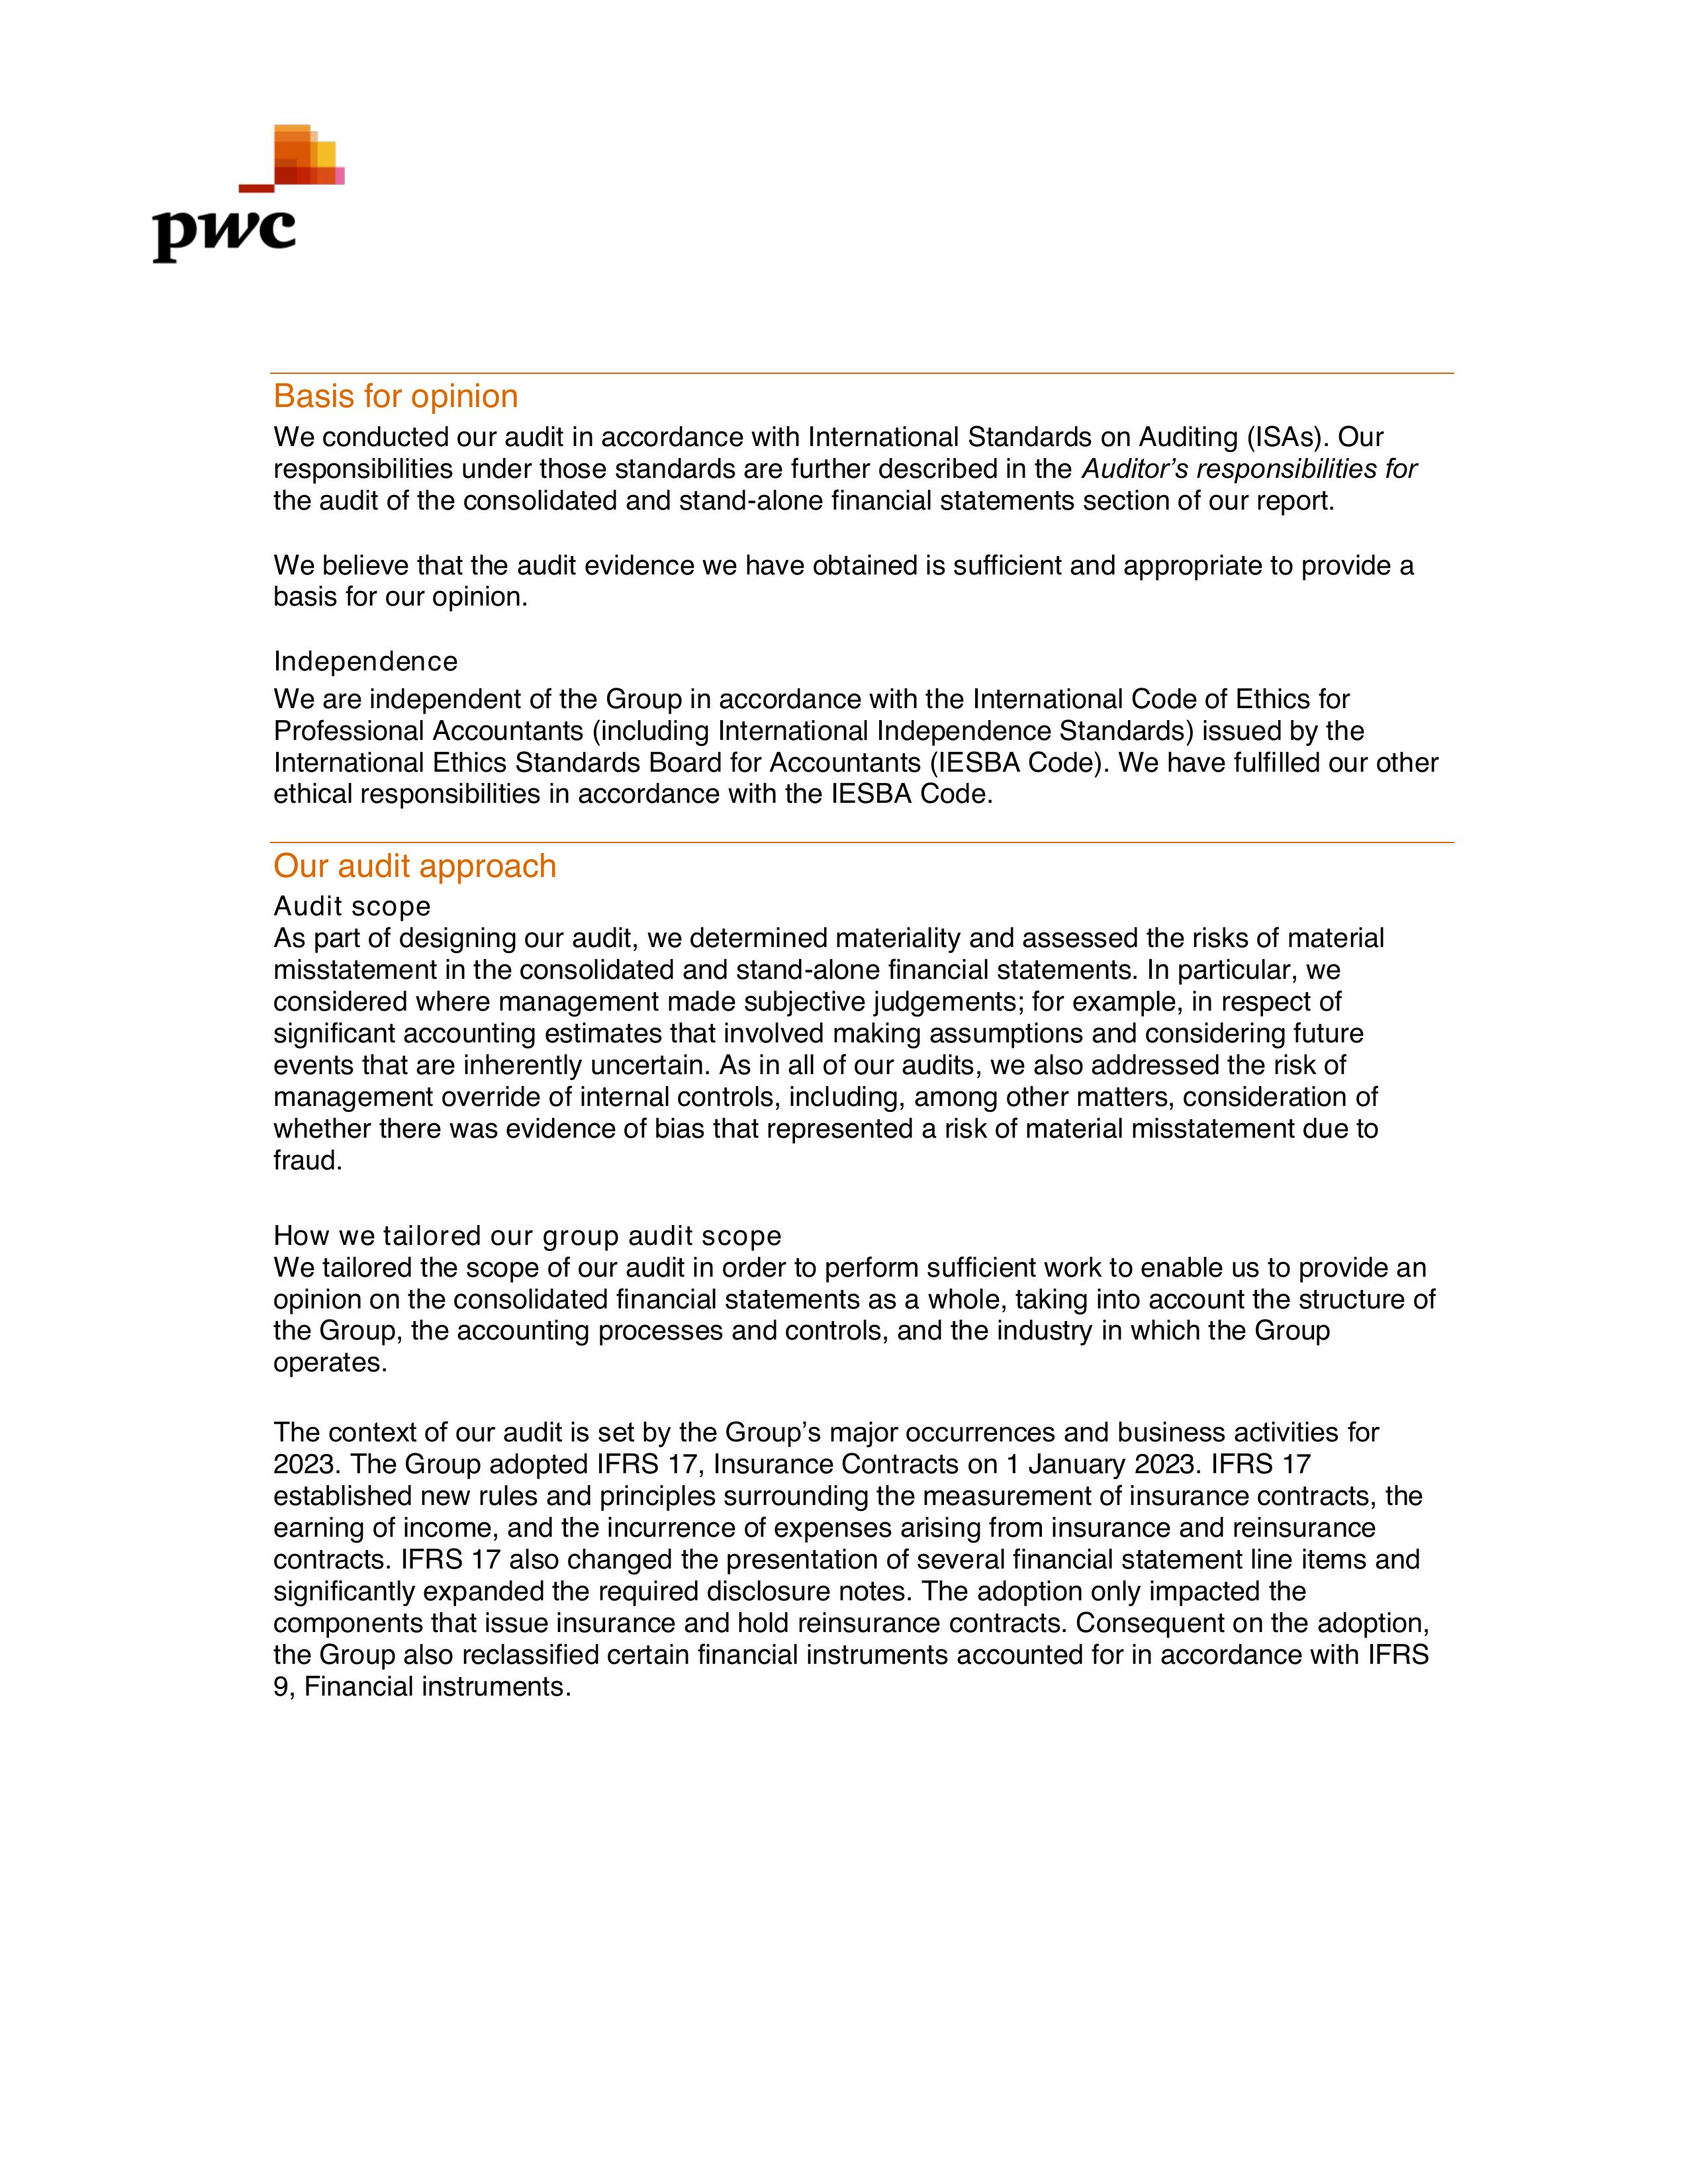 pwc
Basis for opinion
We conducted our audit in accordance with International Standards on Auditing (ISAs). Our
responsibilities under those standards are further described in the Auditor’s responsibilities for
the audit of the consolidated and stand-alone financial statements section of our report.
We believe that the audit evidence we have obtained is sufficient and appropriate to provide a
basis for our opinion.
Independence
We are independent of the Group in accordance with the International Code of Ethics for
Professional Accountants (including International Independence Standards) issued by the
International Ethics Standards Board for Accountants (IESBA Code). We have fulfilled our other
ethical responsibilities in accordance with the IESBA Code.
Our audit approach
Audit scope
As part of designing our audit, we determined materiality and assessed the risks of material
misstatement in the consolidated and stand-alone financial statements. In particular, we
considered where management made subjective judgements; for example, in respect of
significant accounting estimates that involved making assumptions and considering future
events that are inherently uncertain. As in all of our audits, we also addressed the risk of
management override of internal controls, including, among other matters, consideration of
whether there was evidence of bias that represented a risk of material misstatement due to
fraud.
How we tailored our group audit scope
We tailored the scope of our audit in order to perform sufficient work to enable us to provide an
opinion on the consolidated financial statements as a whole, taking into account the structure of
the Group, the accounting processes and controls, and the industry in which the Group
operates.
The context of our audit is set by the Group’s major occurrences and business activities for
2023. The Group adopted IFRS 17, Insurance Contracts on 1 January 2023. IFRS 17
established new rules and principles surrounding the measurement of insurance contracts, the
earning of income, and the incurrence of expenses arising from insurance and reinsurance
contracts. IFRS 17 also changed the presentation of several financial statement line items and
significantly expanded the required disclosure notes. The adoption only impacted the
components that issue insurance and hold reinsurance contracts. Consequent on the adoption,
the Group also reclassified certain financial instruments accounted for in accordance with IFRS
9, Financial instruments.